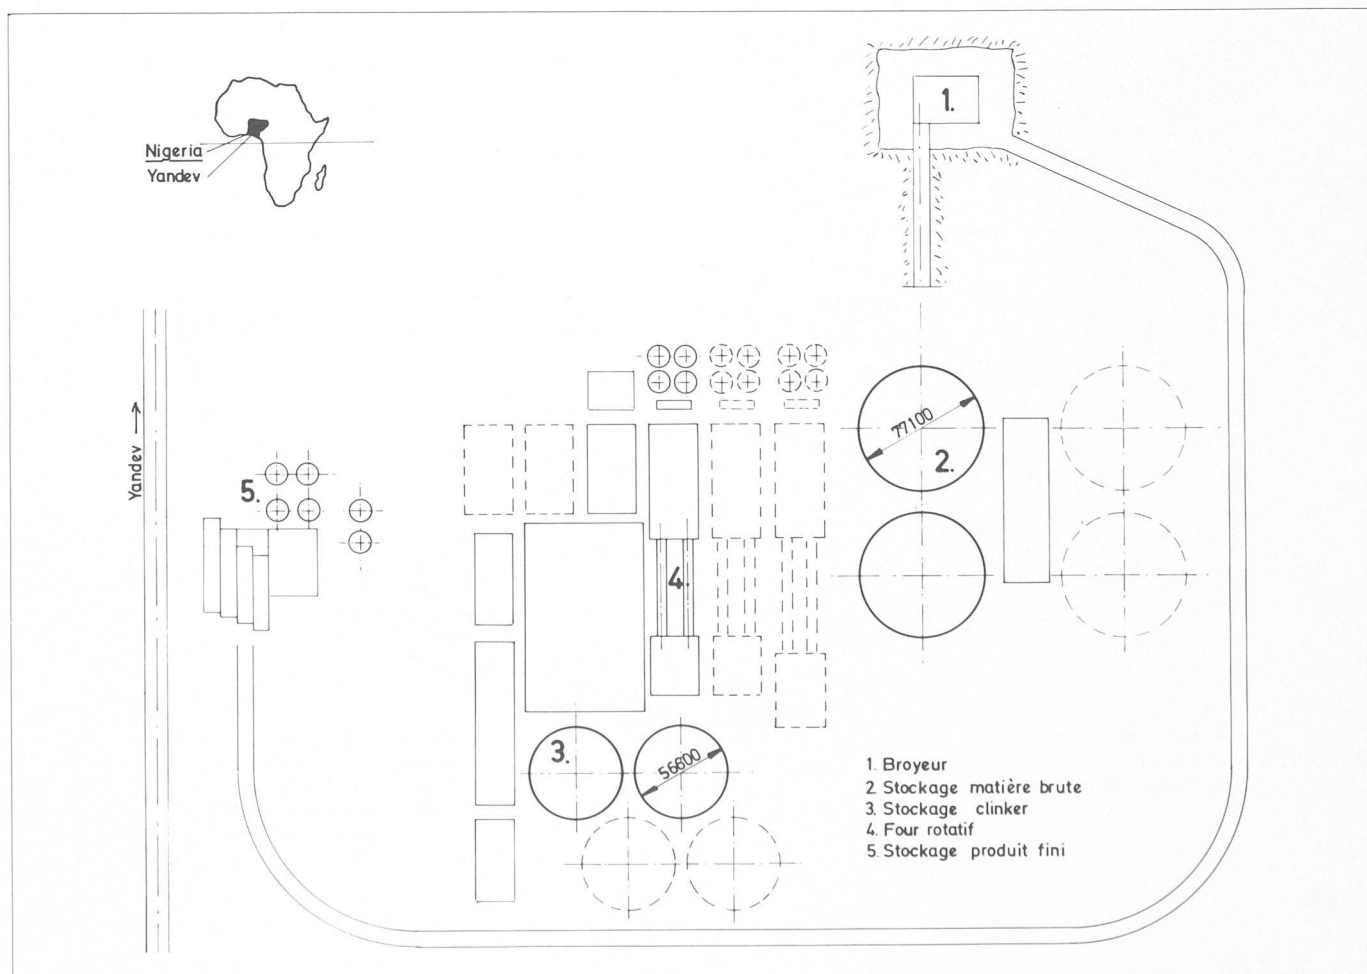 Nigeria
Yandev
1.
77100
2.
Yandev
5.
4.
3.
56600
1. Broyeur
2. Stockage matière brute
3. Stockage clinker
4. Four rotatif
5. Stockage produit fini